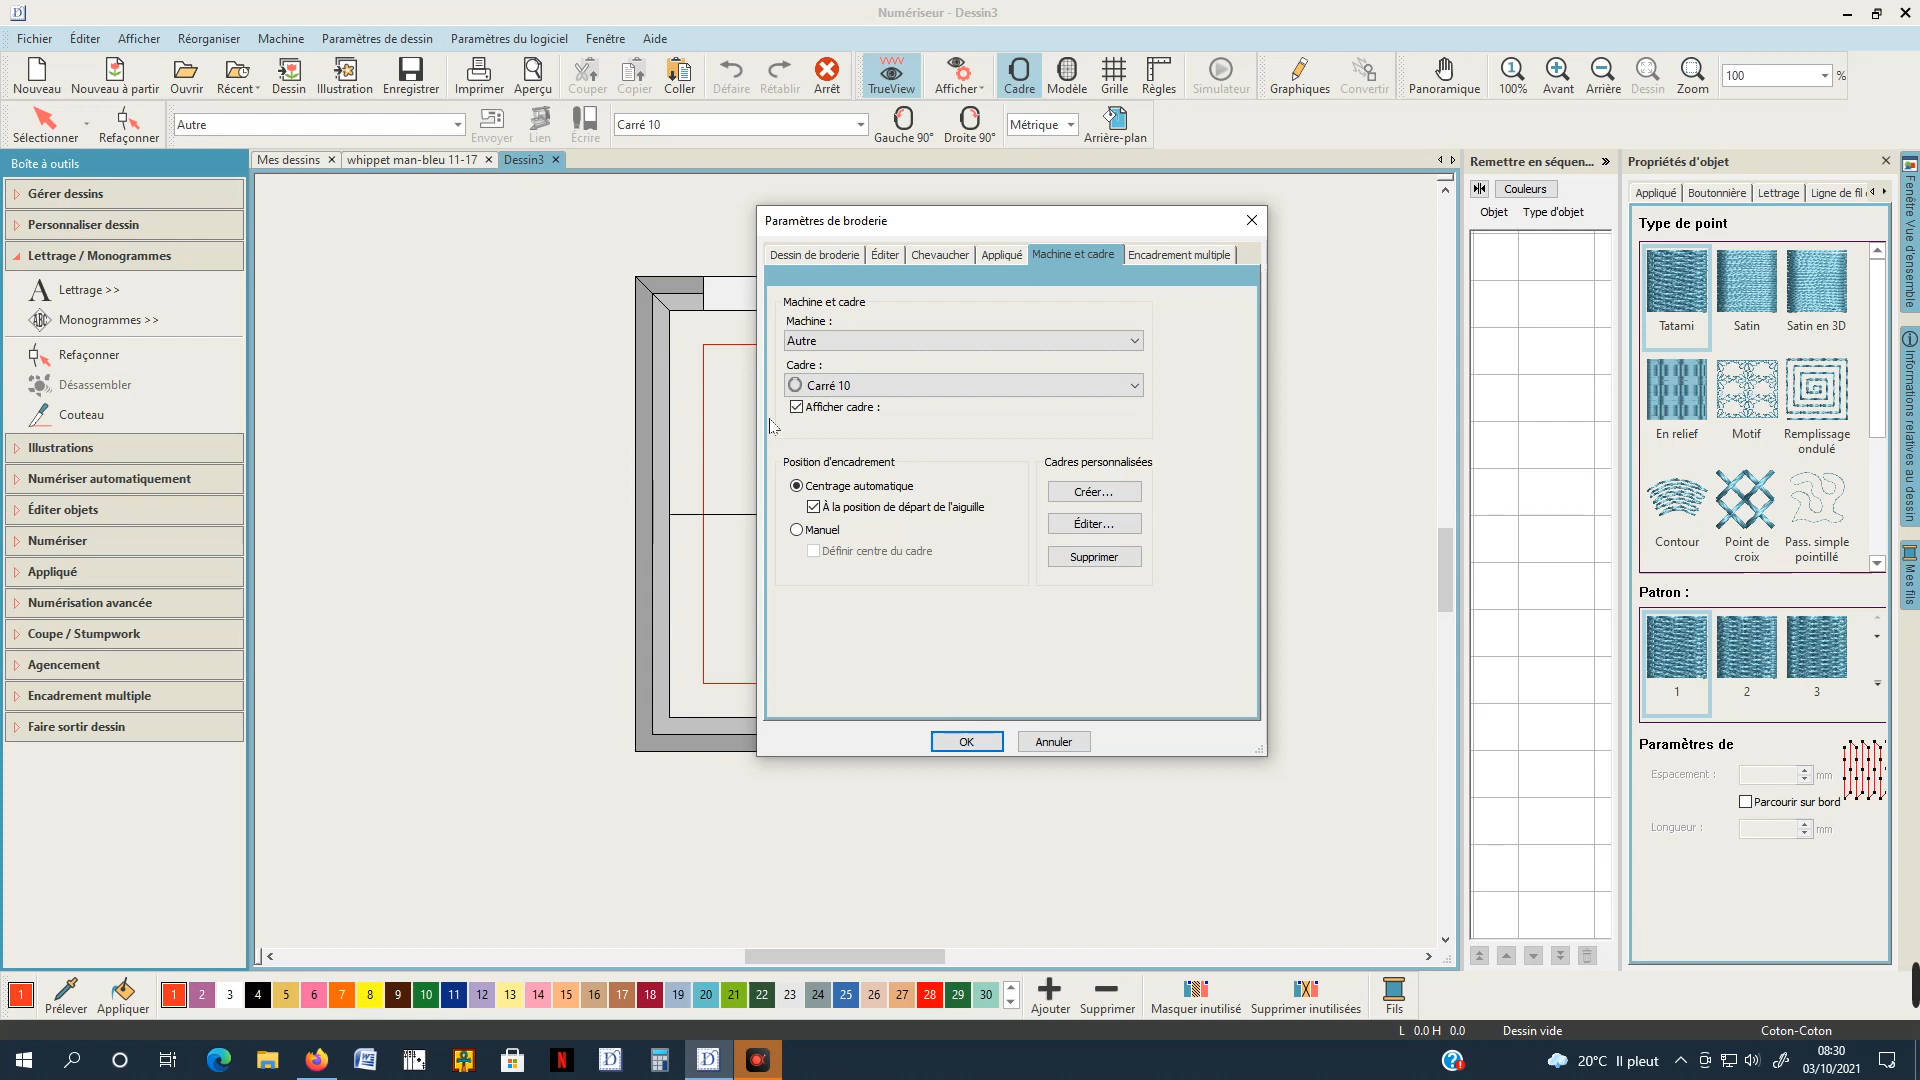 Numériseur - Dessin3
Fichier Éditer Afficher Réorganiser Machine Paramètres de dessin Paramètres du logiciel Fenêtre Aide
Nouveau Nouveau à partir Ouvrir Récent Dessin Illustration Enregistrer Imprimer Aperçu Couper Copier Coller Défaire Rétablir Arrêt TrueView Afficher Cadre Modèle Grille Règles Simulateur Graphiques Convertir Panoramique 100% Avant Arrière Dessin Zoom 100 %
Sélectionner Refaçonner Autre Envoyer Lien Écrire Carré 10 Gauche 90° Droite 90° Métrique Arrière-plan
Boîte à outils
Gérer dessins
Personnaliser dessin
Lettrage / Monogrammes
Lettrage >>
Monogrammes >>
Refaçonner
Désassembler
Couteau
Illustrations
Numériser automatiquement
Éditer objets
Numériser
Appliqué
Numérisation avancée
Coupe / Stumpwork
Agencement
Encadrement multiple
Faire sortir dessin
Mes dessins whippet man-bleu 11-17 Dessin3
Paramètres de broderie
Dessin de broderie Éditer Chevaucher Appliqué Machine et cadre Encadrement multiple
Machine et cadre
Machine :
Autre
Cadre :
Carré 10
Afficher cadre :
Position d'encadrement
Centrage automatique
À la position de départ de l'aiguille
Manuel
Définir centre du cadre
Cadres personnalisées
Créer...
Éditer...
Supprimer
OK Annuler
Remettre en séquen... »
Couleurs
Objet Type d'objet
Propriétés d'objet
Appliqué Boutonnière Lettrage Ligne de fil
Type de point
Tatami Satin Satin en 3D
En relief Motif Remplissage ondulé
Contour Point de croix Pass. simple pointillé
Patron :
1 2 3
Paramètres de
Espacement : mm
Parcourir sur bord
Longueur : mm
Fenêtre Vue d'ensemble
Informations relatives au dessin
Mes fils
1 Prélever Appliquer 1 2 3 4 5 6 7 8 9 10 11 12 13 14 15 16 17 18 19 20 21 22 23 24 25 26 27 28 29 30 Ajouter Supprimer Masquer inutilisé Supprimer inutilisées Fils
L 0.0 H 0.0 Dessin vide Coton-Coton
20°C Il pleut
08:30
03/10/2021